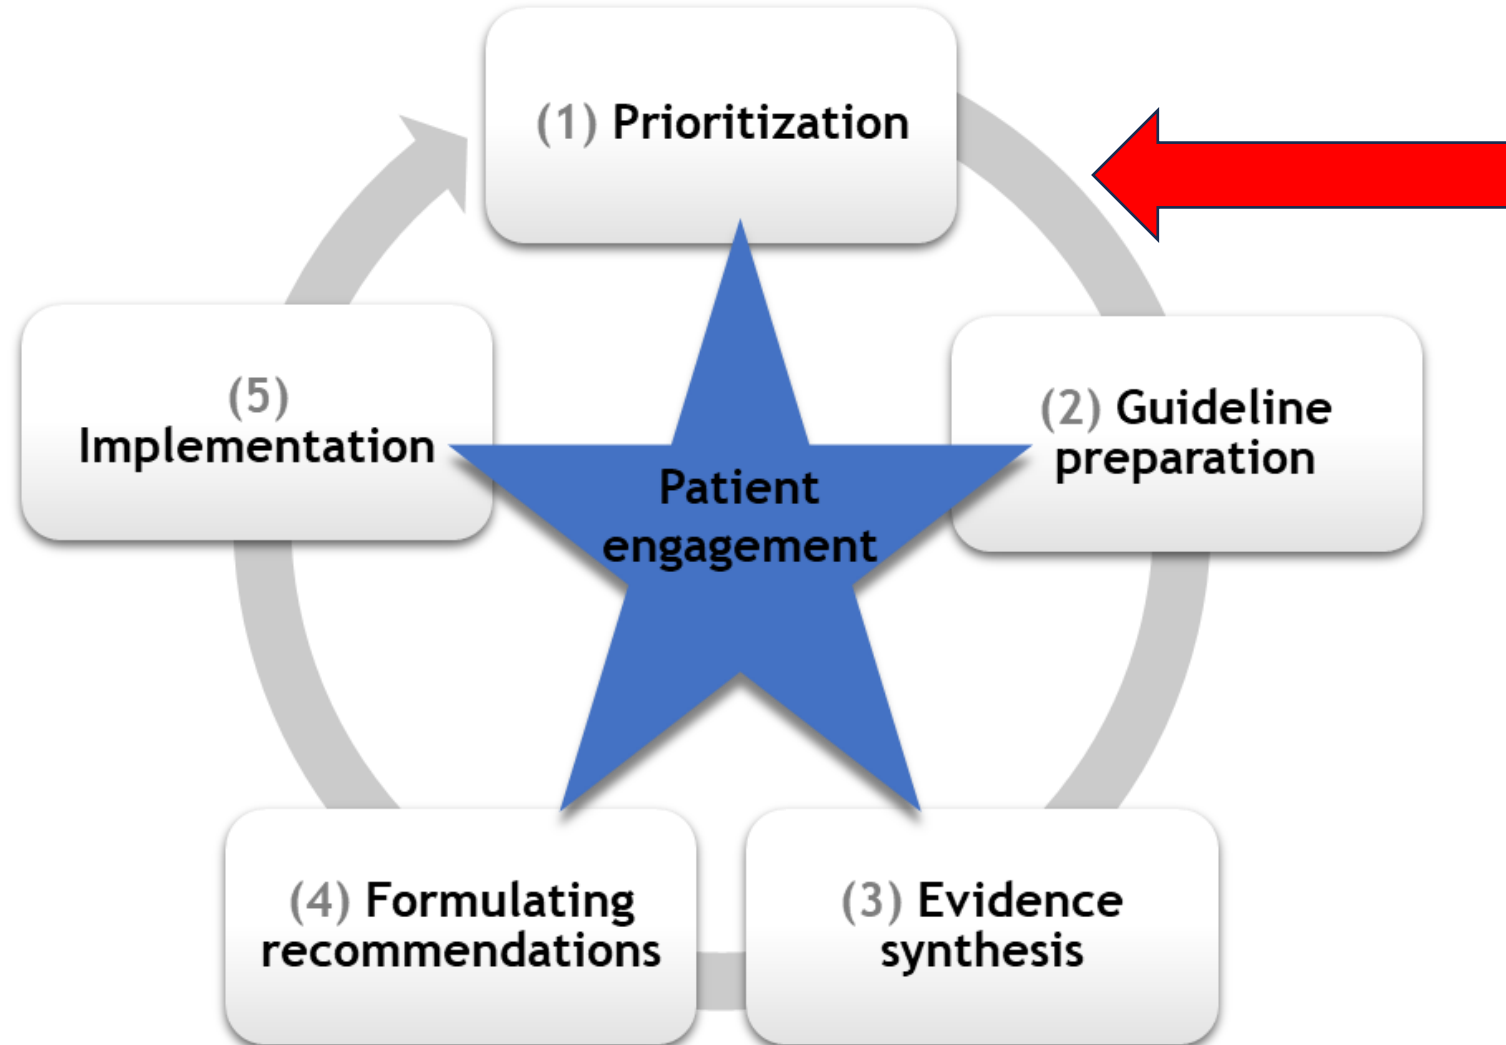 (1) Prioritization
(2) Guideline
preparation
(3) Evidence
synthesis
(4) Formulating
recommendations
(5)
Implementation
Patient
engagement